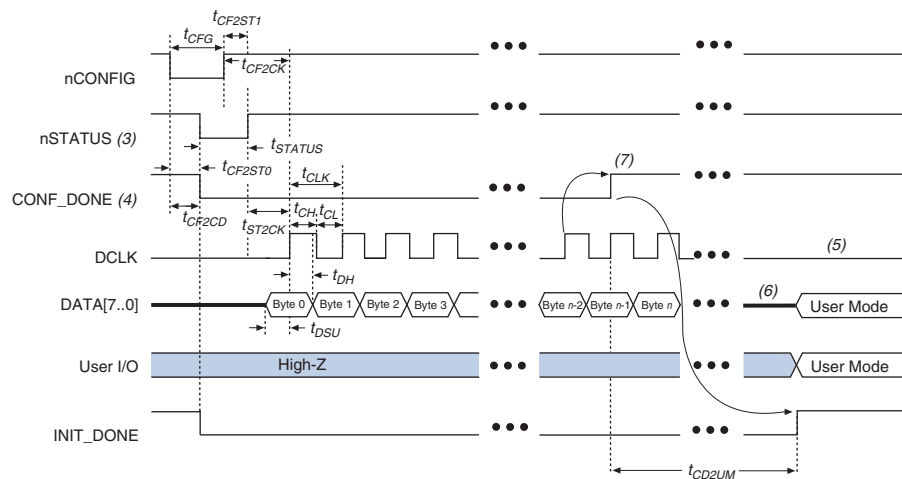 tCF2ST1
tCFG
tCF2CK
nCONFIG
nSTATUS (3)
tSTATUS
tCF2ST0
tCLK
(7)
CONF_DONE (4)
tCF2CD
tST2CK
tCH
tCL
DCLK
(5)
tDH
DATA[7..0]
Byte 0
Byte 1
Byte 2
Byte 3
Byte n-2
Byte n-1
Byte n
(6)
User Mode
tDSU
User I/O
High-Z
User Mode
INIT_DONE
tCD2UM